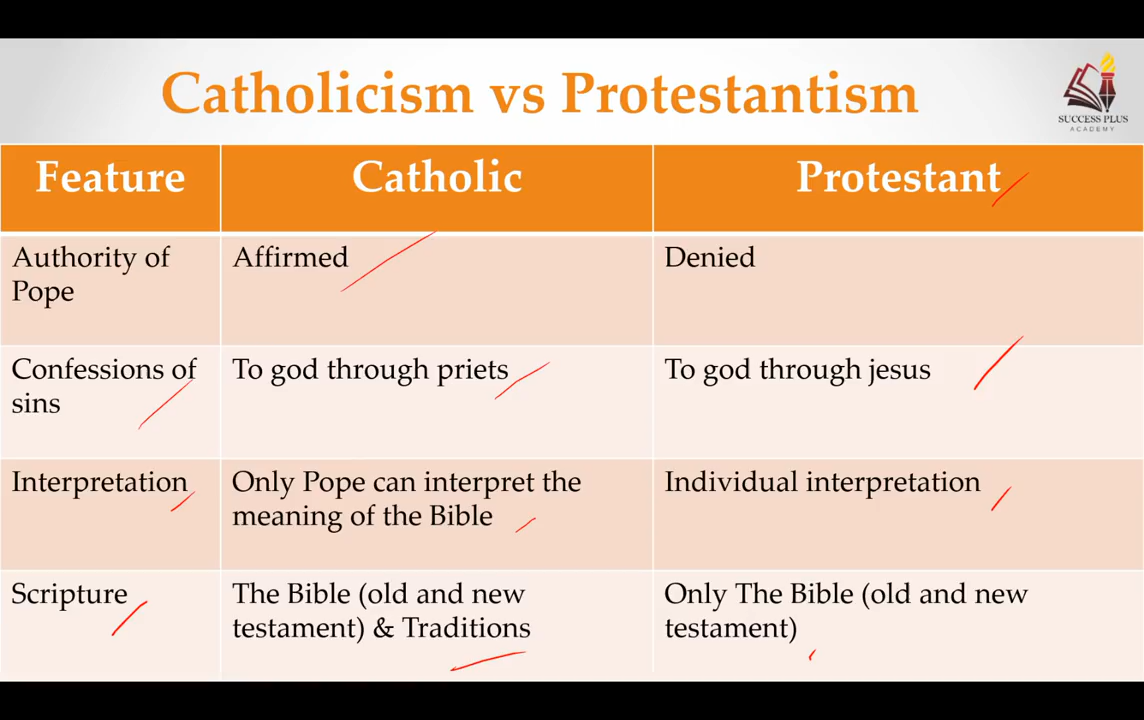 Catholicism vs Protestantism
SUCCESS PLUS
ACADEMY
Feature
Catholic
Protestant
Authority of
Pope
Affirmed
Denied
Confessions of
sins
To god through priets
To god through jesus
Interpretation
Only Pope can interpret the
meaning of the Bible
Individual interpretation
Scripture
The Bible (old and new
testament) & Traditions
Only The Bible (old and new
testament)